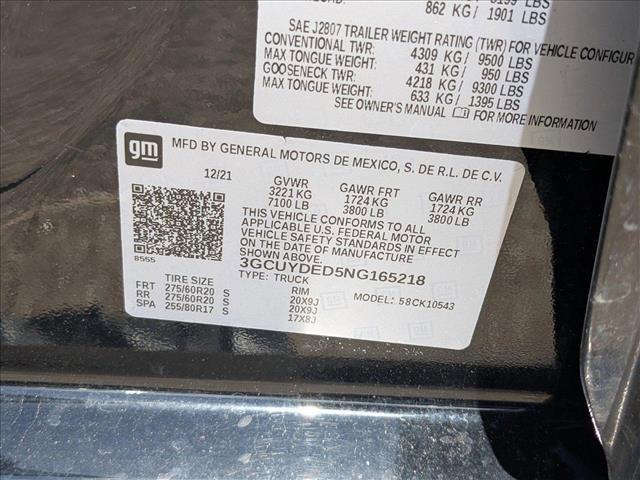 862 KG / 1901 LBS
SAE J2807 TRAILER WEIGHT RATING (TWR) FOR VEHICLE CONFIGUR
CONVENTIONAL TWR: 4309 KG / 9500 LBS
MAX TONGUE WEIGHT: 431 KG / 950 LBS
GOOSENECK TWR: 4218 KG / 9300 LBS
MAX TONGUE WEIGHT: 633 KG / 1395 LBS
SEE OWNER'S MANUAL FOR MORE INFORMATION
gm
MFD BY GENERAL MOTORS DE MEXICO, S. DE R.L. DE C.V.
12/21 GVWR GAWR FRT GAWR RR
3221 KG 1724 KG 1724 KG
7100 LB 3800 LB 3800 LB
THIS VEHICLE CONFORMS TO ALL
APPLICABLE U.S. FEDERAL MOTOR
VEHICLE SAFETY STANDARDS IN EFFECT
ON THE DATE OF MANUFACTURE
SHOWN ABOVE.
8555
3GCUYDED5NG165218
TYPE: TRUCK
TIRE SIZE RIM MODEL: 58CK10543
FRT 275/60R20 S 20X9J
RR 275/60R20 S 20X9J
SPA 255/80R17 S 17X8J